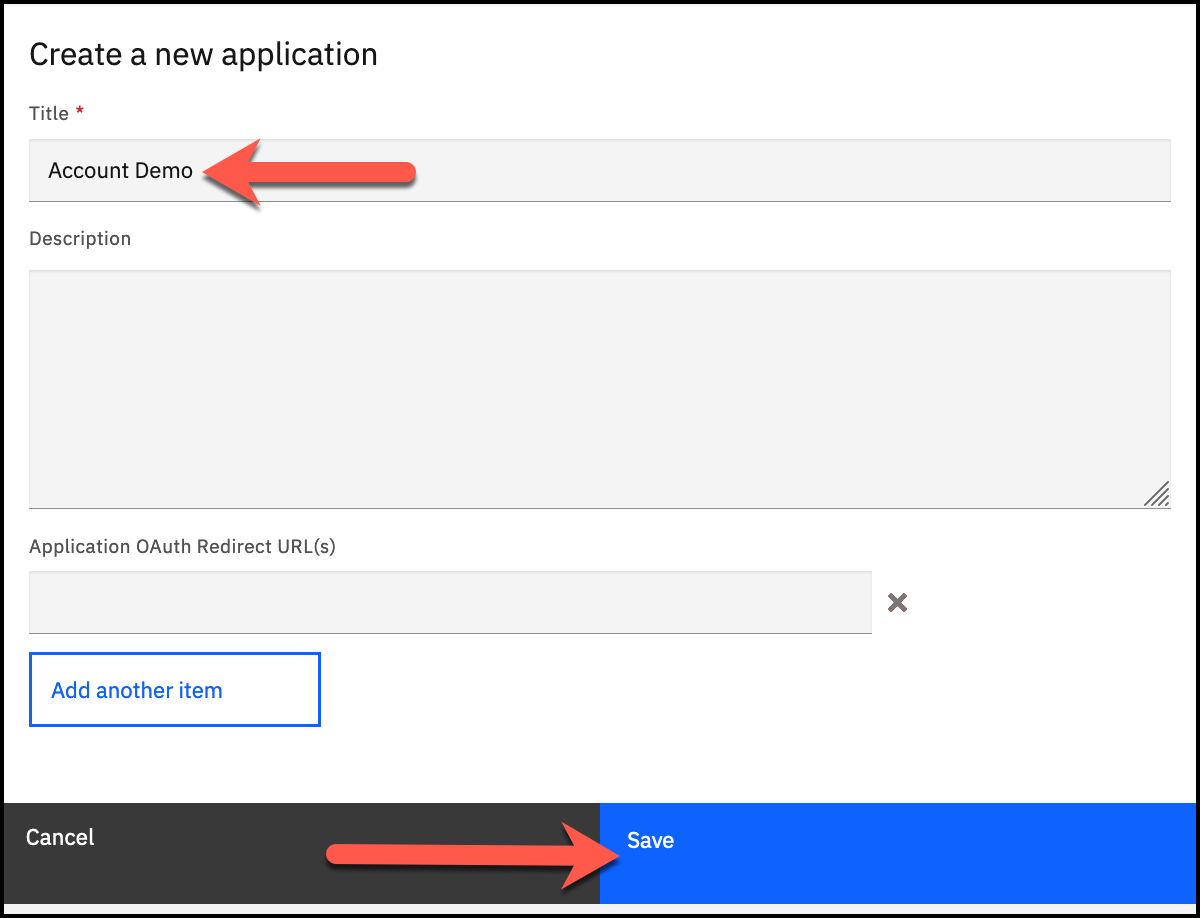 Create a new application
Title *
Account Demo
Description
Application OAuth Redirect URL(s)
Add another item
Cancel
Save